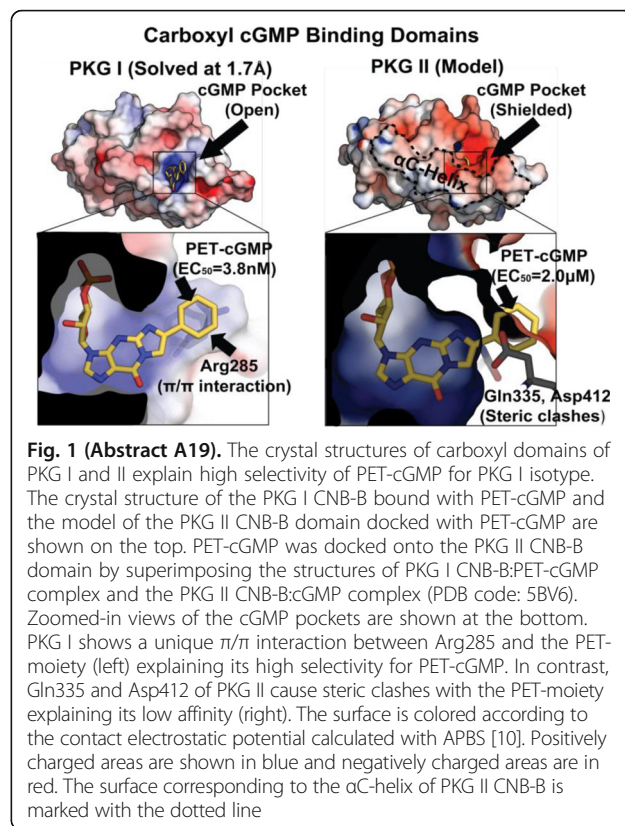 Carboxyl cGMP Binding Domains
PKG I (Solved at 1.7Å)
cGMP Pocket
(Open)
PKG II (Model)
cGMP Pocket
(Shielded)
αC-Helix
PET-cGMP
(EC₅₀=3.8nM)
Arg285
(π/π interaction)
PET-cGMP
(EC₅₀=2.0µM)
Gln335, Asp412
(Steric clashes)
Fig. 1 (Abstract A19). The crystal structures of carboxyl domains of
PKG I and II explain high selectivity of PET-cGMP for PKG I isotype.
The crystal structure of the PKG I CNB-B bound with PET-cGMP and
the model of the PKG II CNB-B domain docked with PET-cGMP are
shown on the top. PET-cGMP was docked onto the PKG II CNB-B
domain by superimposing the structures of PKG I CNB-B:PET-cGMP
complex and the PKG II CNB-B:cGMP complex (PDB code: 5BV6).
Zoomed-in views of the cGMP pockets are shown at the bottom.
PKG I shows a unique π/π interaction between Arg285 and the PET-
moiety (left) explaining its high selectivity for PET-cGMP. In contrast,
Gln335 and Asp412 of PKG II cause steric clashes with the PET-moiety
explaining its low affinity (right). The surface is colored according to
the contact electrostatic potential calculated with APBS [10]. Positively
charged areas are shown in blue and negatively charged areas are in
red. The surface corresponding to the αC-helix of PKG II CNB-B is
marked with the dotted line